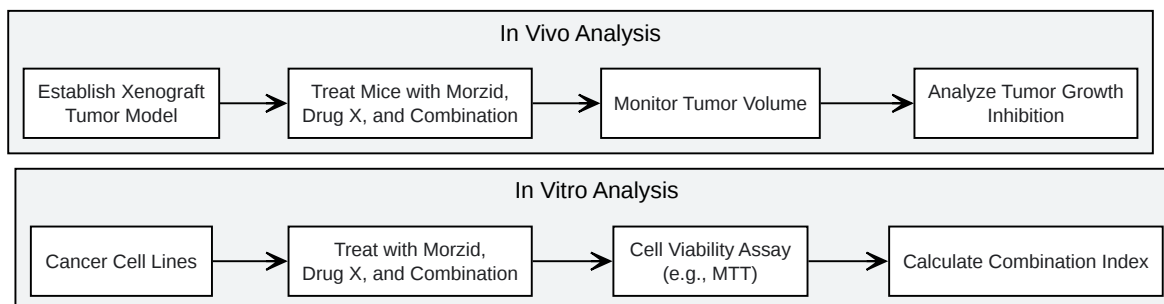 In Vivo Analysis
Establish Xenograft
Tumor Model
Treat Mice with Morzid,
Drug X, and Combination
Monitor Tumor Volume
Analyze Tumor Growth
Inhibition
In Vitro Analysis
Cancer Cell Lines
Treat with Morzid,
Drug X, and Combination
Cell Viability Assay
(e.g., MTT)
Calculate Combination Index